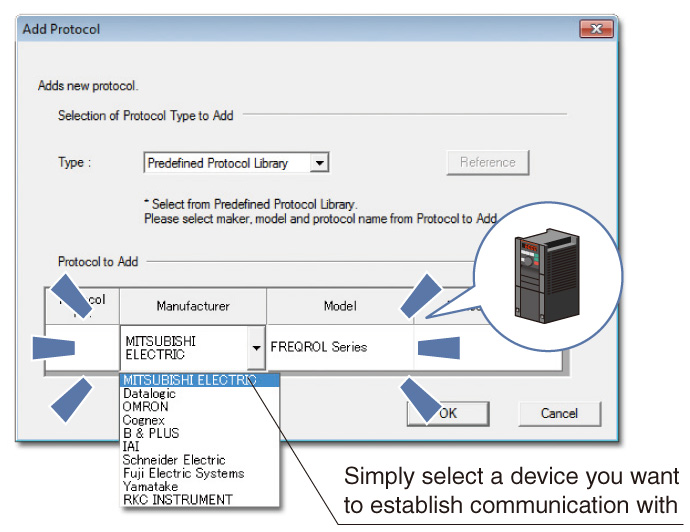 Add Protocol
Adds new protocol.
Selection of Protocol Type to Add
Type :
Predefined Protocol Library
Reference
* Select from Predefined Protocol Library.
Please select maker, model and protocol name from Protocol to Add
Protocol to Add
Manufacturer
Model
MITSUBISHI
ELECTRIC
FREQROL Series
MITSUBISHI ELECTRIC
Datalogic
OMRON
Cognex
B & PLUS
IAI
Schneider Electric
Fuji Electric Systems
Yamatake
RKC INSTRUMENT
OK
Cancel
Simply select a device you want
to establish communication with